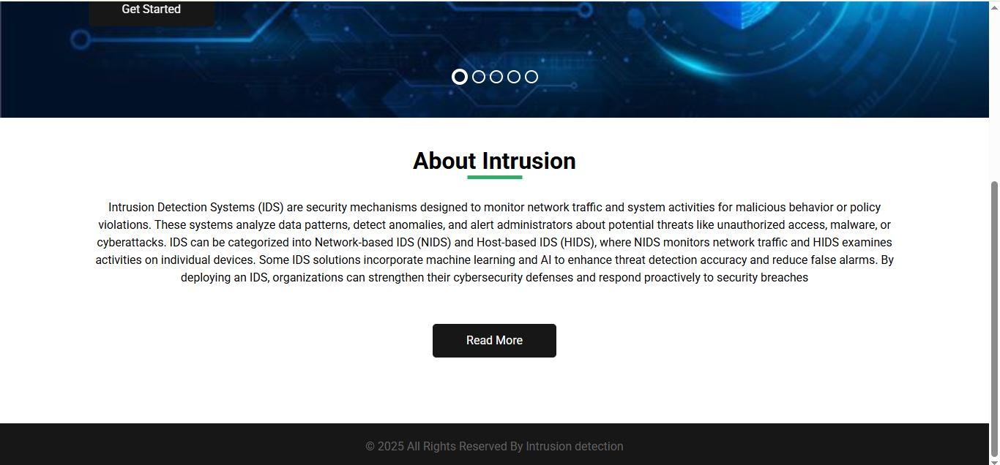 Get Started
About Intrusion
Intrusion Detection Systems (IDS) are security mechanisms designed to monitor network traffic and system activities for malicious behavior or policy
violations. These systems analyze data patterns, detect anomalies, and alert administrators about potential threats like unauthorized access, malware, or
cyberattacks. IDS can be categorized into Network-based IDS (NIDS) and Host-based IDS (HIDS), where NIDS monitors network traffic and HIDS examines
activities on individual devices. Some IDS solutions incorporate machine learning and AI to enhance threat detection accuracy and reduce false alarms. By
deploying an IDS, organizations can strengthen their cybersecurity defenses and respond proactively to security breaches
Read More
© 2025 All Rights Reserved By Intrusion detection